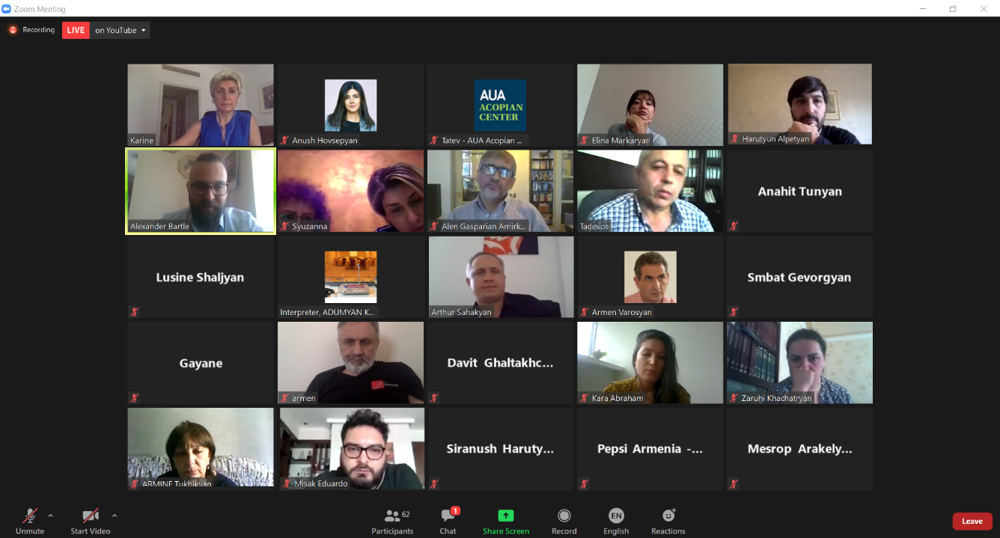 Zoom Meeting
Recording
LIVE
on YouTube
Karine
Anush Hovsepyan
AUA
ACOPIAN
CENTER
Tatev - AUA Acopian ...
Elina Markaryan
Harutyun Alpetyan
Alexander Bartle
Syuzanna
Alen Gasparian Amirk...
Tadevos
Anahit Tunyan
Lusine Shaljyan
Interpreter, ADUMYAN K...
Arthur Sahakyan
Armen Varosyan
Smbat Gevorgyan
Gayane
armen
Davit Ghaltakhc...
Kara Abraham
Zaruhi Khachatryan
ARMINE Tukhikyan
Misak Eduardo
Siranush Haruty...
Pepsi Armenia -...
Mesrop Arakely...
Unmute
Start Video
62
Participants
1
Chat
Share Screen
Record
EN
English
Reactions
Leave